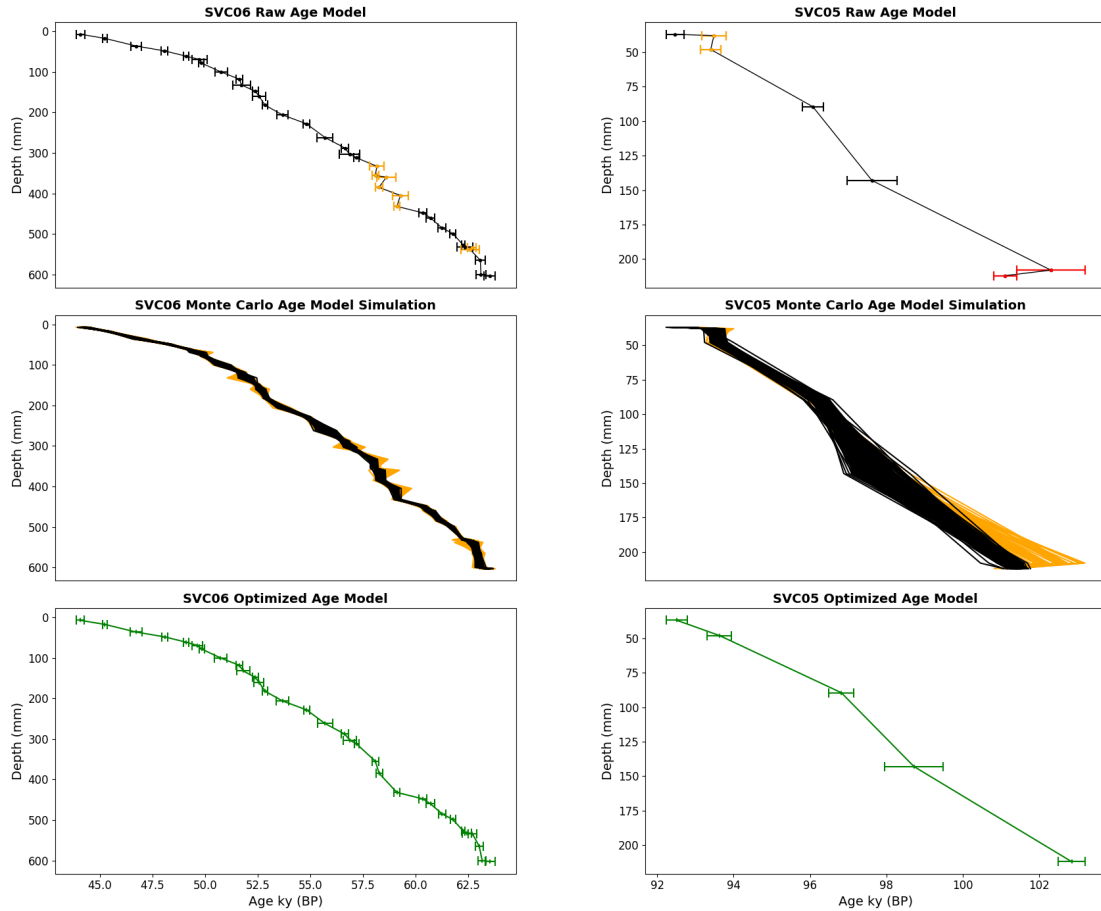 SVC06 Raw Age Model
Depth (mm)
0
100
200
300
400
500
600
SVC05 Raw Age Model
Depth (mm)
50
75
100
125
150
175
200
SVC06 Monte Carlo Age Model Simulation
Depth (mm)
0
100
200
300
400
500
600
SVC05 Monte Carlo Age Model Simulation
Depth (mm)
50
75
100
125
150
175
200
SVC06 Optimized Age Model
Depth (mm)
0
100
200
300
400
500
600
45.0 47.5 50.0 52.5 55.0 57.5 60.0 62.5
Age ky (BP)
SVC05 Optimized Age Model
Depth (mm)
50
75
100
125
150
175
200
92 94 96 98 100 102
Age ky (BP)